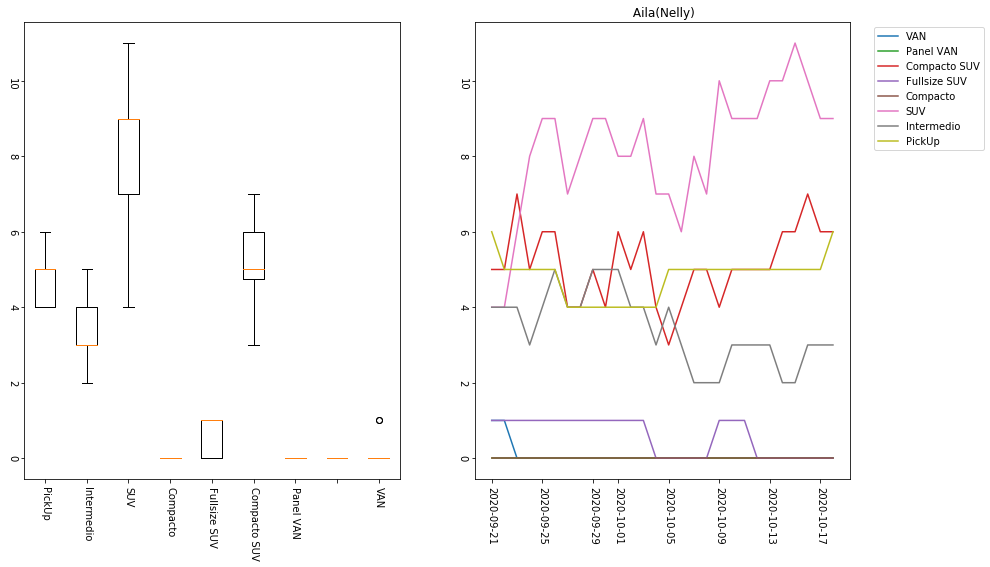 Aila(Nelly)
10
8
6
4
2
0
PickUp
Intermedio
SUV
Compacto
Fullsize SUV
Compacto SUV
Panel VAN
VAN
10
8
6
4
2
0
2020-09-21
2020-09-25
2020-09-29
2020-10-01
2020-10-05
2020-10-09
2020-10-13
2020-10-17
VAN
Panel VAN
Compacto SUV
Fullsize SUV
Compacto
SUV
Intermedio
PickUp